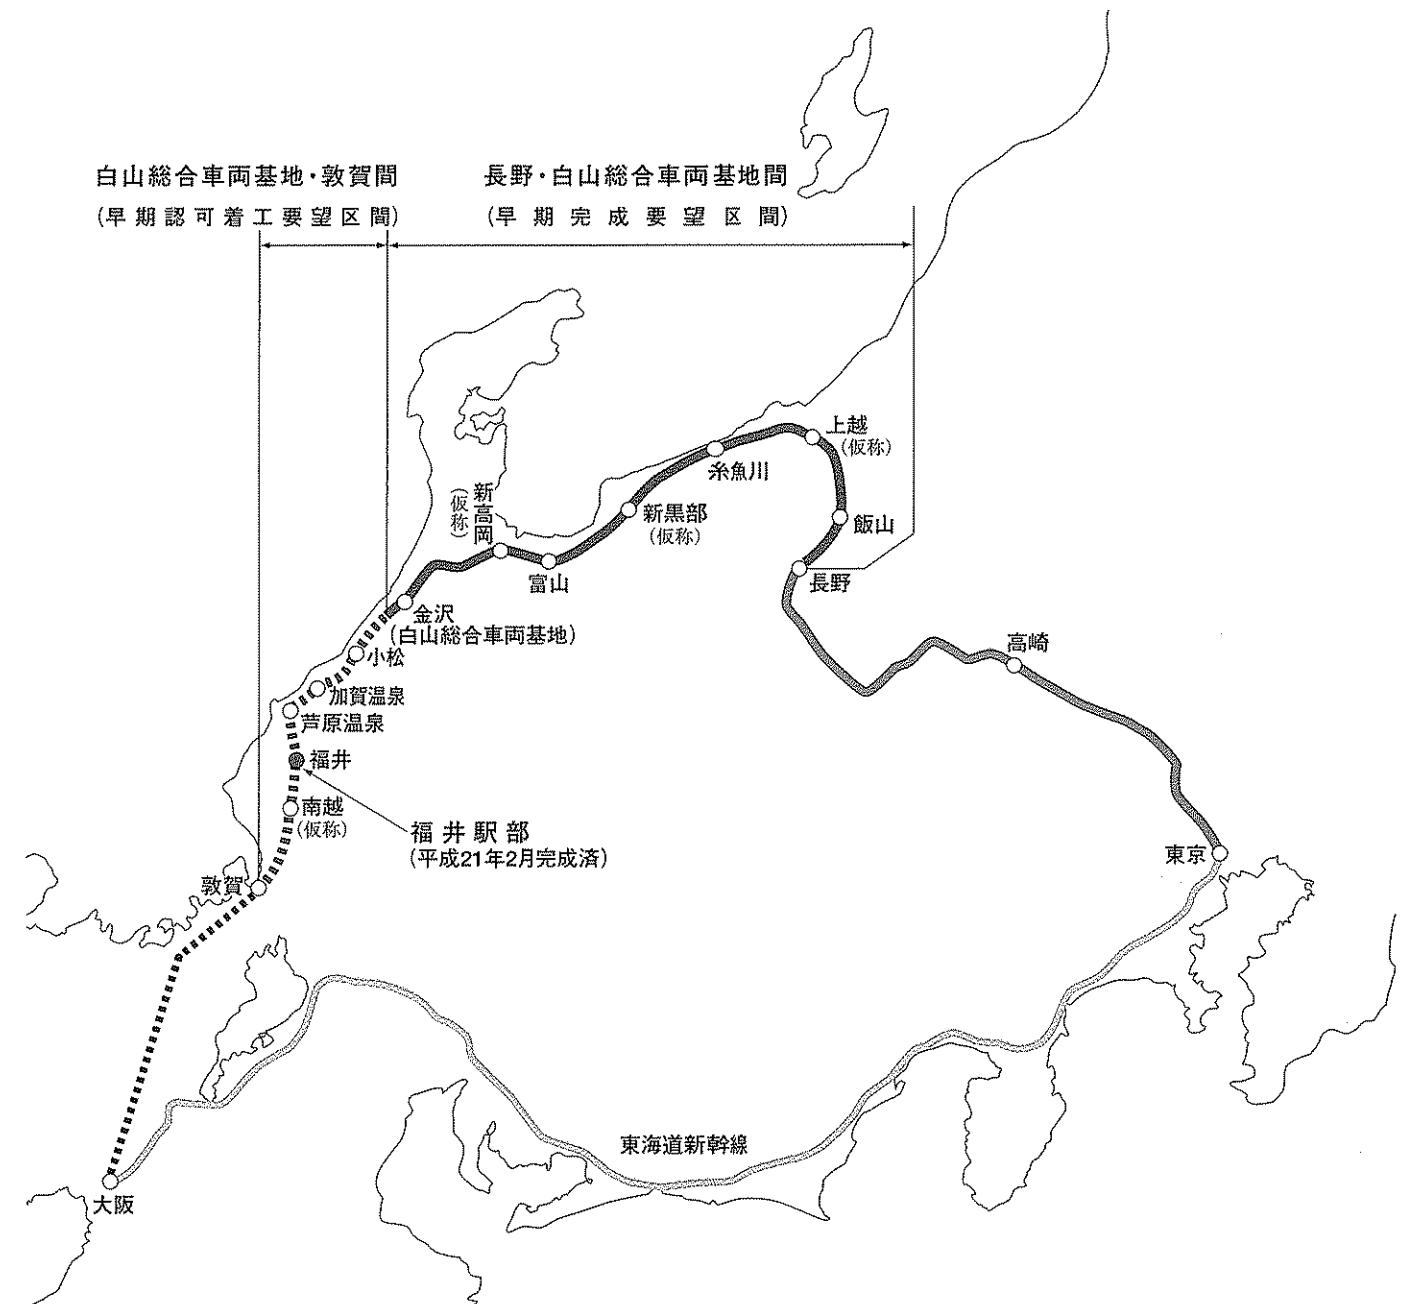 白山総合車両基地・敦賀間
(早期認可着工要望区間)
長野・白山総合車両基地間
(早期完成要望区間)
上越
(仮称)
糸魚川
新高岡
(仮称)
新黒部
(仮称)
飯山
富山
長野
金沢
(白山総合車両基地)
小松
高崎
加賀温泉
芦原温泉
福井
南越
(仮称)
福井駅部
(平成21年2月完成済)
東京
敦賀
東海道新幹線
大阪